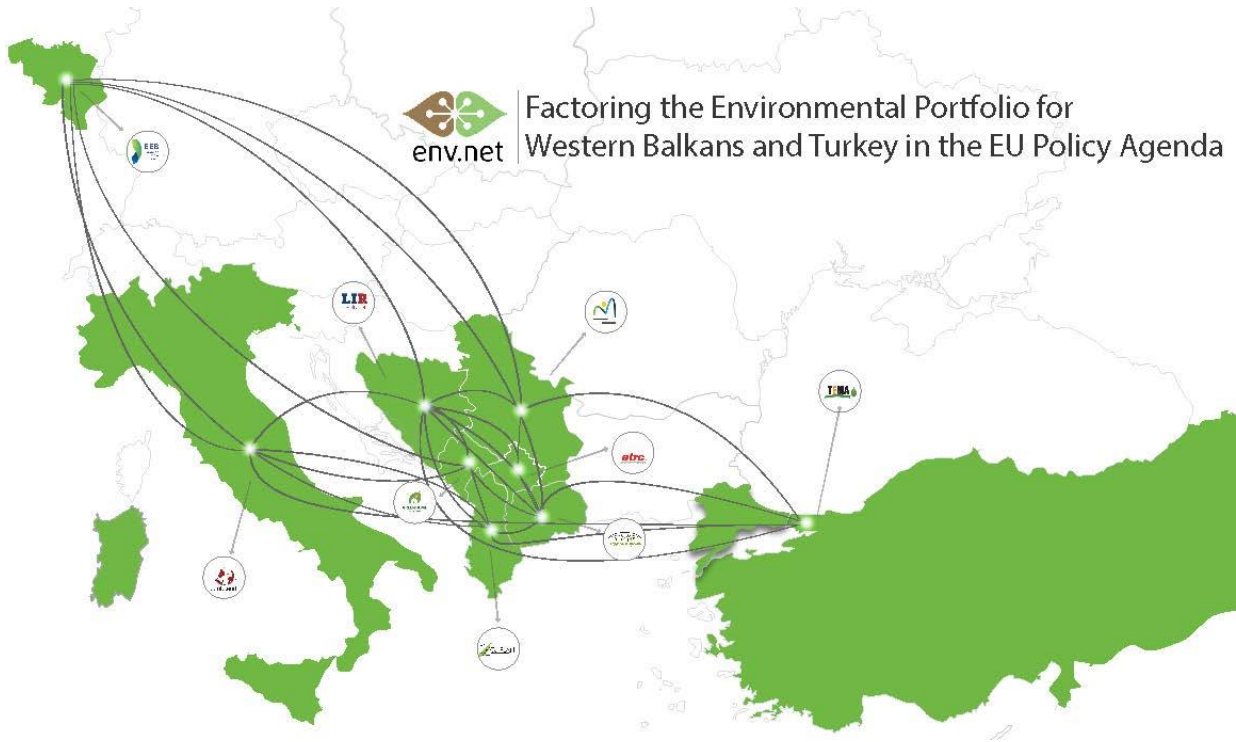 env.net
Factoring the Environmental Portfolio for
Western Balkans and Turkey in the EU Policy Agenda
EEB
LIR
TEMA
atrc